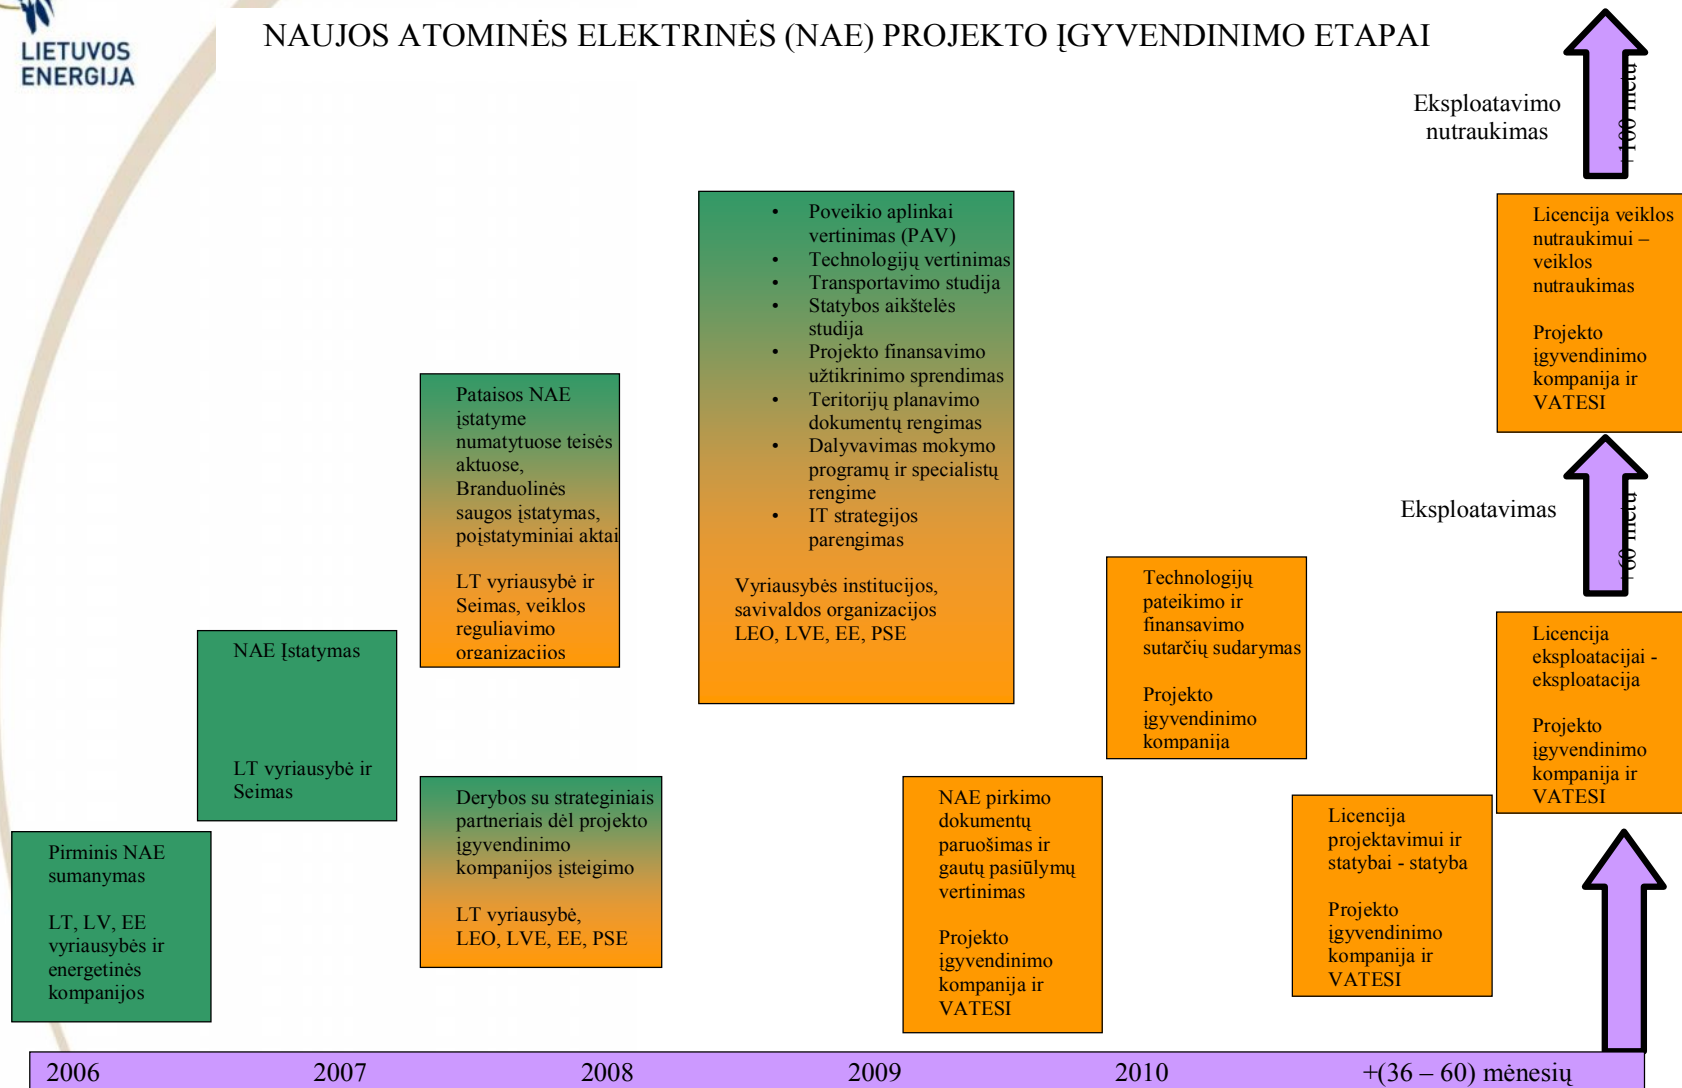 LIETUVOS
ENERGIJA
NAUJOS ATOMINĖS ELEKTRINĖS (NAE) PROJEKTO ĮGYVENDINIMO ETAPAI
Eksploatavimo
nutraukimas
+100 metų
Licencija veiklos
nutraukimui –
veiklos
nutraukimas
Projekto
įgyvendinimo
kompanija ir
VATESI
Eksploatavimas
+60 metų
• Poveikio aplinkai
vertinimas (PAV)
• Technologijų vertinimas
• Transportavimo studija
• Statybos aikštelės
studija
• Projekto finansavimo
užtikrinimo sprendimas
• Teritorijų planavimo
dokumentų rengimas
• Dalyvavimas mokymo
programų ir specialistų
rengime
• IT strategijos
parengimas
Vyriausybės institucijos,
savivaldos organizacijos
LEO, LVE, EE, PSE
Pataisos NAE
įstatyme
numatytuose teisės
aktuose,
Branduolinės
saugos įstatymas,
poįstatyminiai aktai
LT vyriausybė ir
Seimas, veiklos
reguliavimo
organizacijos
NAE Įstatymas
LT vyriausybė ir
Seimas
Technologijų
pateikimo ir
finansavimo
sutarčių sudarymas
Projekto
įgyvendinimo
kompanija
Licencija
eksploatacijai -
eksploatacija
Projekto
įgyvendinimo
kompanija ir
VATESI
Pirminis NAE
sumanymas
LT, LV, EE
vyriausybės ir
energetinės
kompanijos
Derybos su strateginiais
partneriais dėl projekto
įgyvendinimo
kompanijos įsteigimo
LT vyriausybė,
LEO, LVE, EE, PSE
NAE pirkimo
dokumentų
paruošimas ir
gautų pasiūlymų
vertinimas
Projekto
įgyvendinimo
kompanija ir
VATESI
Licencija
projektavimui ir
statybai - statyba
Projekto
įgyvendinimo
kompanija ir
VATESI
2006 2007 2008 2009 2010 +(36 – 60) mėnesių